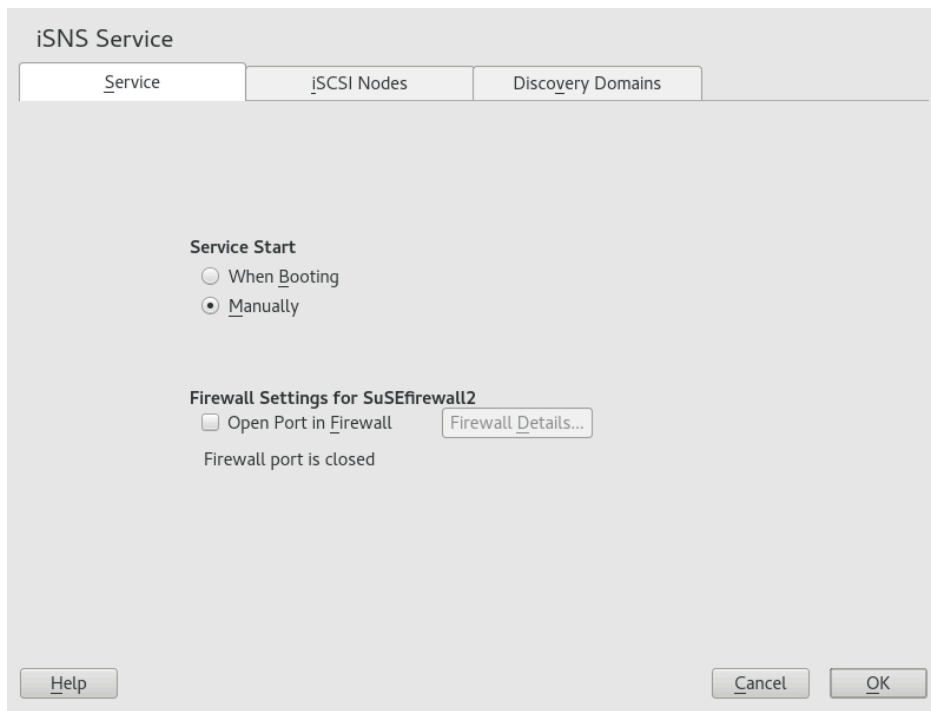 iSNS Service
Service iSCSI Nodes Discovery Domains
Service Start
When Booting
Manually
Firewall Settings for SuSEfirewall2
Open Port in Firewall Firewall Details...
Firewall port is closed
Help Cancel OK